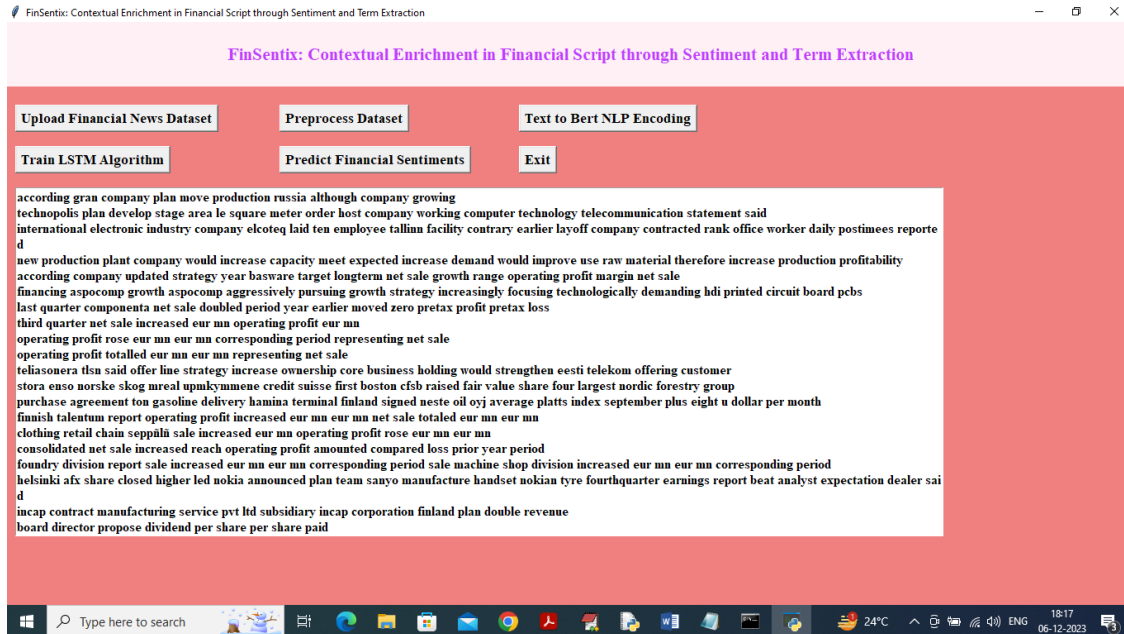 FinSentix: Contextual Enrichment in Financial Script through Sentiment and Term Extraction
FinSentix: Contextual Enrichment in Financial Script through Sentiment and Term Extraction
Upload Financial News Dataset
Preprocess Dataset
Text to Bert NLP Encoding
Train LSTM Algorithm
Predict Financial Sentiments
Exit
according gran company plan move production russia although company growing
technopolis plan develop stage area le square meter order host company working computer technology telecommunication statement said
international electronic industry company elcoteq laid ten employee tallinn facility contrary earlier layoff company contracted rank office worker daily postimees reporte
d
new production plant company would increase capacity meet expected increase demand would improve use raw material therefore increase production profitability
according company updated strategy year basware target longterm net sale growth range operating profit margin net sale
financing aspocomp growth aspocomp aggressively pursuing growth strategy increasingly focusing technologically demanding hdi printed circuit board pcbs
last quarter componenta net sale doubled period year earlier moved zero pretax profit pretax loss
third quarter net sale increased eur mn operating profit eur mn
operating profit rose eur mn eur mn corresponding period representing net sale
operating profit totalled eur mn eur mn representing net sale
teliasonera tlsn said offer line strategy increase ownership core business holding would strengthen eesti telekom offering customer
stora enso norske skog mreal upmkymmene credit suisse first boston cfsb raised fair value share four largest nordic forestry group
purchase agreement ton gasoline delivery hamina terminal finland signed neste oil oyj average platts index september plus eight u dollar per month
finnish talentum report operating profit increased eur mn eur mn net sale totaled eur mn eur mn
clothing retail chain sale increased eur mn operating profit rose eur mn eur mn
consolidated net sale increased reach operating profit amounted compared loss prior year period
foundry division report sale increased eur mn eur mn corresponding period sale machine shop division increased eur mn eur mn corresponding period
helsinki afx share closed higher led nokia announced plan team sanyo manufacture handset nokian tyre fourthquarter earnings report beat analyst expectation dealer sai
d
incap contract manufacturing service pvt ltd subsidiary incap corporation finland plan double revenue
board director propose dividend per share per share paid
Type here to search
24°C
ENG
18:17
06-12-2023
3